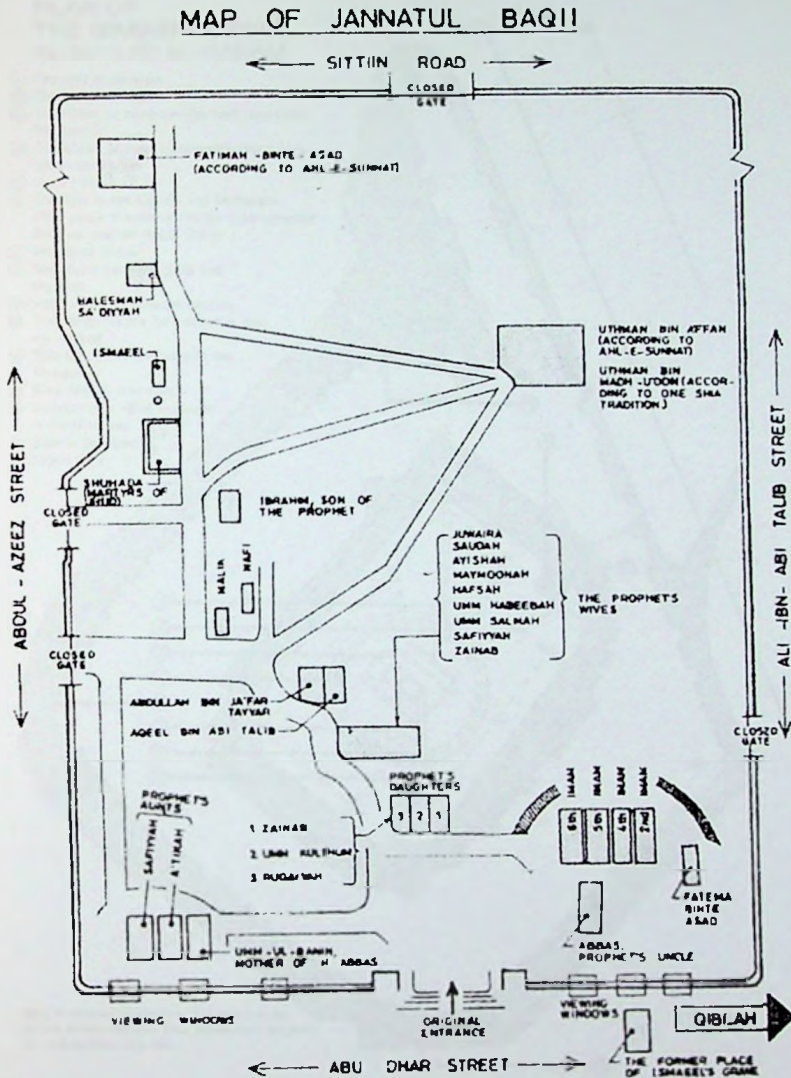 MAP OF JANNATUL BAQII
SITTIIN ROAD
CLOSED
GATE
FATIMAH -BINTE- ASAD
(ACCORDING TO AHL-E-SUNNAT)
HALEEMAH
SA'DIYYAH
ISMAEEL
UTHMAN BIN AFFAN
(ACCORDING TO
AHL-E-SUNNAT)
UTHMAN BIN
MADH-U'OON (ACCOR-
DING TO ONE SHIA
TRADITION)
SHUHADA
(MARTYRS OF
UHUD)
CLOSED
GATE
IBRAHIM, SON OF
THE PROPHET
MALIK
NAFI
ABDUL - AZEEZ STREET
ALI -IBN- ABI TALIB STREET
JUWAIRA
SAUDAH
AYISHAH
MAYMOONAH
HAFSAH
UMM HABEEBAH
UMM SALMAH
SAFIYYAH
ZAINAB
THE PROPHET'S
WIVES
CLOSED
GATE
ABDULLAH BIN JA'FAR
TAYYAR
AQEEL BIN ABI TALIB
CLOSED
GATE
PROPHET'S
DAUGHTERS
3 2 1
1 ZAINAB
2 UMM KULTHUM
3 RUQAIYAH
PROPHET'S
AUNTS
SAFIYYAH
A'TIKAH
6th IMAM
5th IMAM
4th IMAM
2nd IMAM
FATEMA
BINTE
ASAD
ABBAS,
PROPHET'S UNCLE
UMM-UL-BANIN,
MOTHER OF H ABBAS
VIEWING WINDOWS
ORIGINAL
ENTRANCE
VIEWING
WINDOWS
QIBLAH
ABU DHAR STREET
THE FORMER PLACE
OF ISMAEEL'S GRAVE